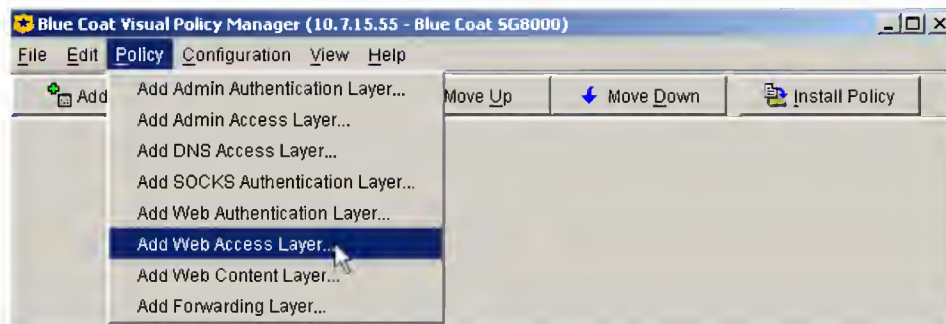 Blue Coat Visual Policy Manager (10.7.15.55 - Blue Coat SG8000)
File Edit Policy Configuration View Help
Add Move Up Move Down Install Policy
Add Admin Authentication Layer...
Add Admin Access Layer...
Add DNS Access Layer...
Add SOCKS Authentication Layer...
Add Web Authentication Layer...
Add Web Access Layer...
Add Web Content Layer...
Add Forwarding Layer...